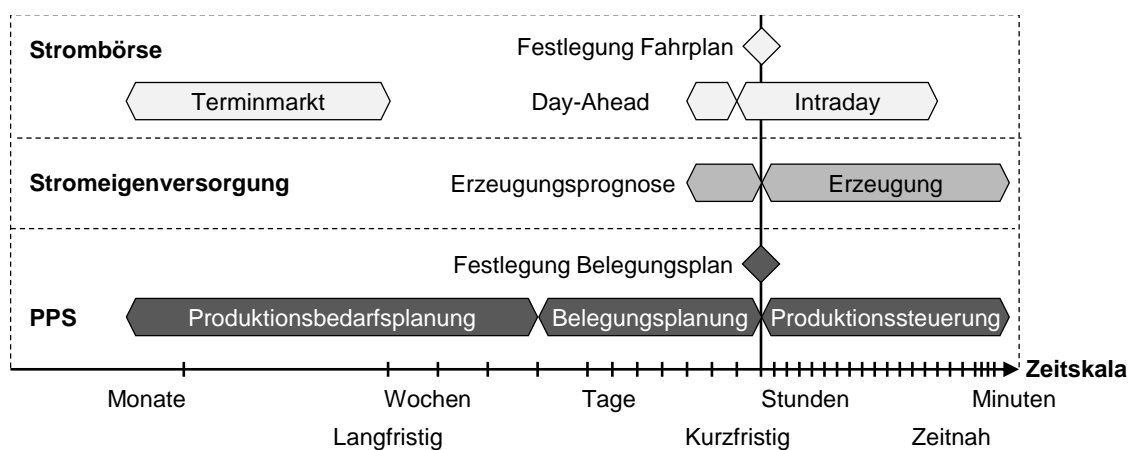 Strombörse
Festlegung Fahrplan
Terminmarkt
Day-Ahead
Intraday
Stromeigenversorgung
Erzeugungsprognose
Erzeugung
Festlegung Belegungsplan
PPS
Produktionsbedarfsplanung
Belegungsplanung
Produktionssteuerung
Zeitskala
Monate
Wochen
Tage
Stunden
Minuten
Langfristig
Kurzfristig
Zeitnah